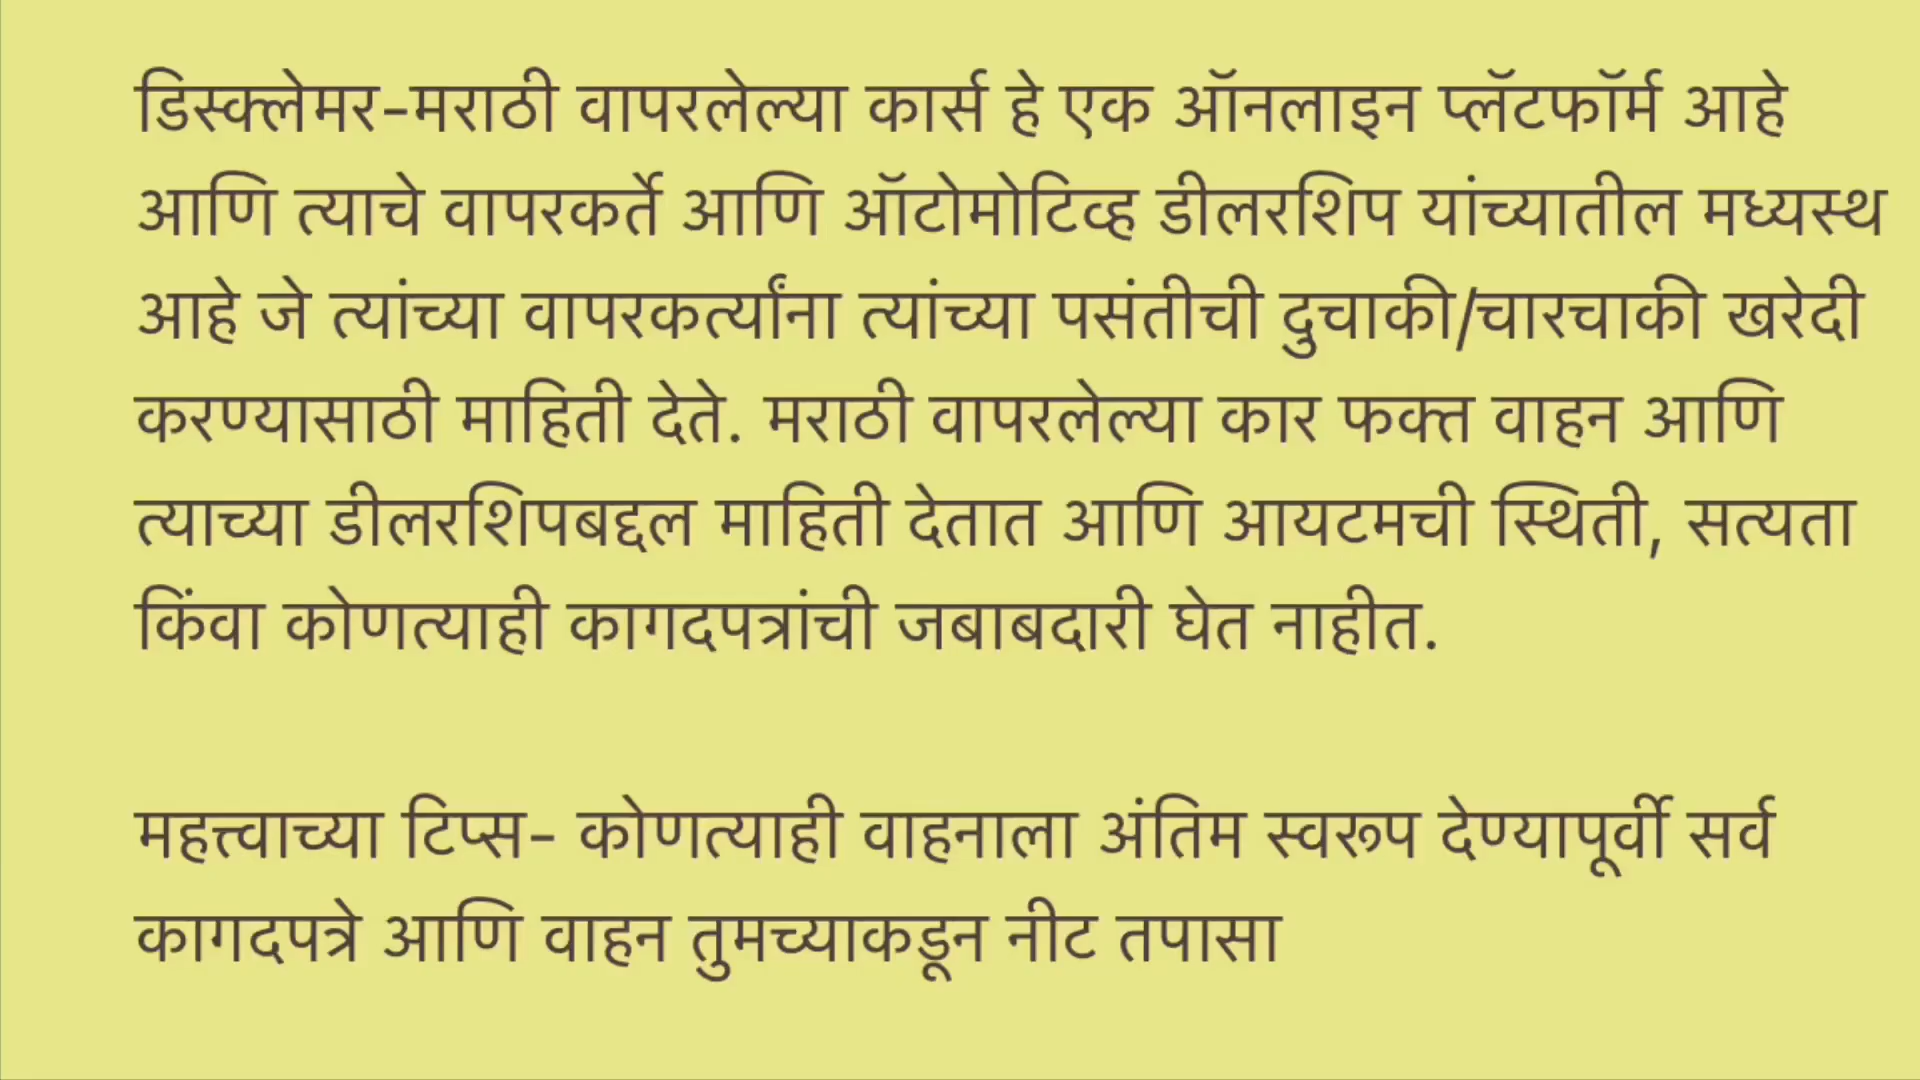 डिस्क्लेमर-मराठी वापरलेल्या कार्स हे एक ऑनलाइन प्लॅटफॉर्म आहे
आणि त्याचे वापरकर्ते आणि ऑटोमोटिव्ह डीलरशिप यांच्यातील मध्यस्थ
आहे जे त्यांच्या वापरकर्त्यांना त्यांच्या पसंतीची दुचाकी/चारचाकी खरेदी
करण्यासाठी माहिती देते. मराठी वापरलेल्या कार फक्त वाहन आणि
त्याच्या डीलरशिपबद्दल माहिती देतात आणि आयटमची स्थिती, सत्यता
किंवा कोणत्याही कागदपत्रांची जबाबदारी घेत नाहीत.
महत्त्वाच्या टिप्स- कोणत्याही वाहनाला अंतिम स्वरूप देण्यापूर्वी सर्व
कागदपत्रे आणि वाहन तुमच्याकडून नीट तपासा